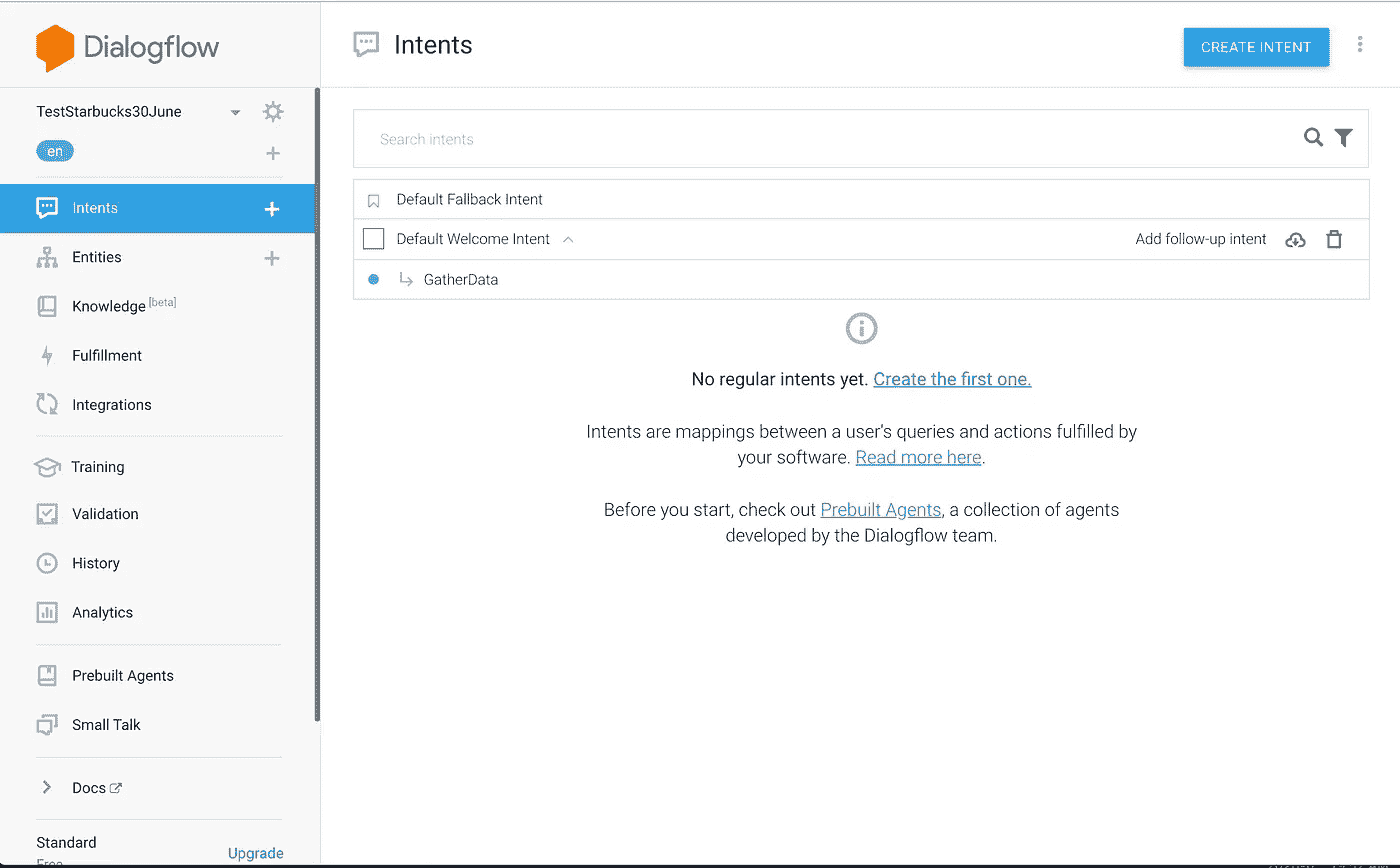 Dialogflow
TestStarbucks30June
en
Intents
Entities
Knowledge [beta]
Fulfillment
Integrations
Training
Validation
History
Analytics
Prebuilt Agents
Small Talk
Docs
Standard
Free
Upgrade
Intents
CREATE INTENT
Search intents
Default Fallback Intent
Default Welcome Intent
Add follow-up intent
GatherData
No regular intents yet. Create the first one.
Intents are mappings between a user's queries and actions fulfilled by
your software. Read more here.
Before you start, check out Prebuilt Agents, a collection of agents
developed by the Dialogflow team.